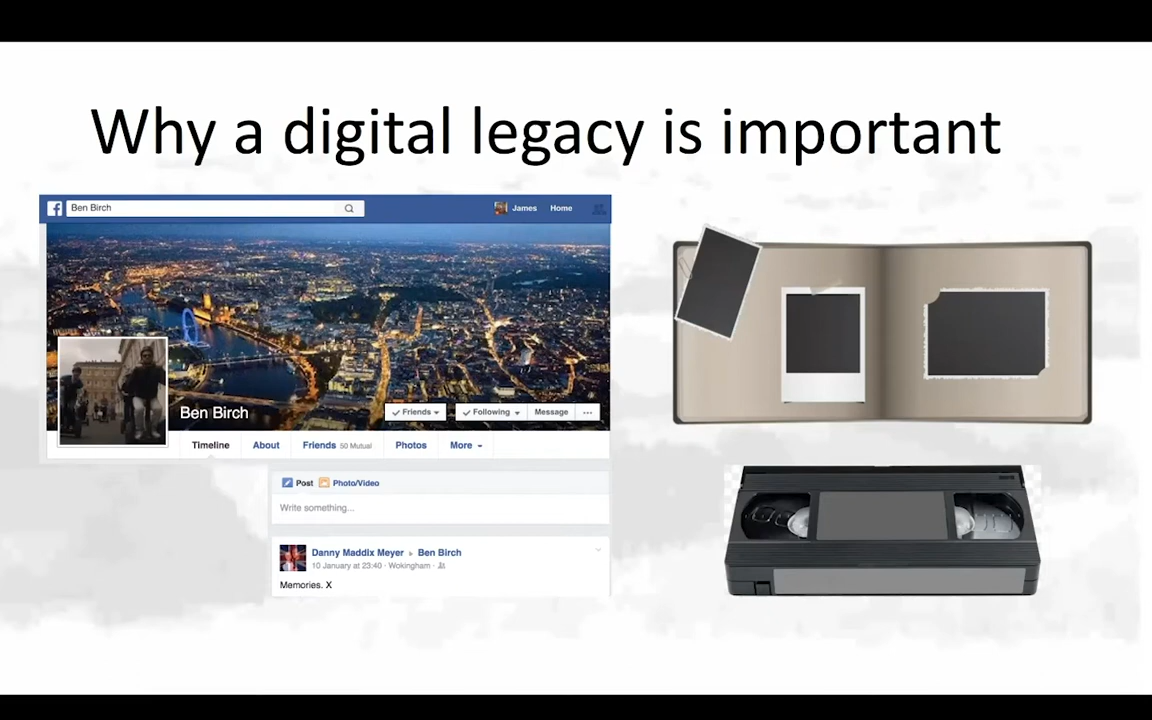 Why a digital legacy is important
Ben Birch
James Home
Ben Birch
Friends Following Message ...
Timeline About Friends 50 Mutual Photos More
Post Photo/Video
Write something...
Danny Maddix Meyer ▸ Ben Birch
10 January at 23:40 · Wokingham ·
Memories. X